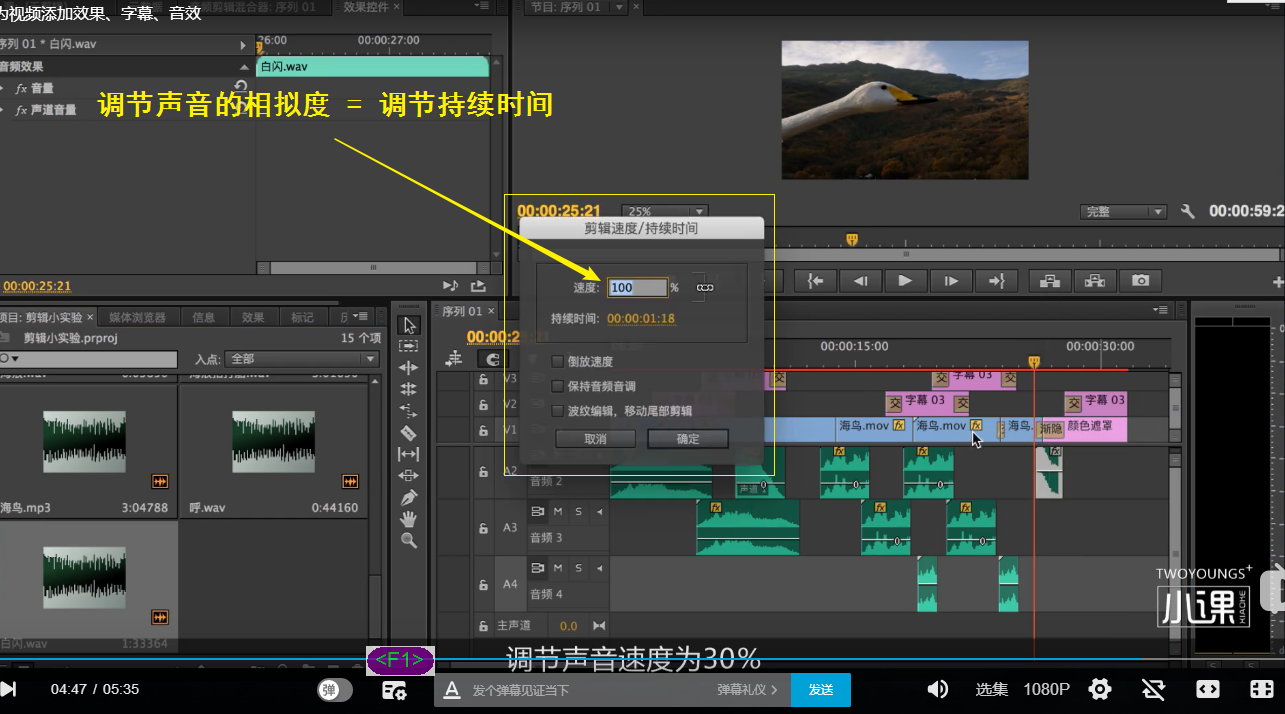 为视频添加效果、字幕、音效
剪辑混合器: 序列 01
效果控件 ×
节目: 序列 01
序列 01 * 白闪.wav
26:00
00:00:27:00
音频效果
白闪.wav
fx 音量
fx 声道音量
调节声音的相拟度 = 调节持续时间
00:00:25:21
25%
完整
00:00:59:2
剪辑速度/持续时间
速度: 100 %
持续时间: 00:00:01:18
倒放速度
保持音频音调
波纹编辑，移动尾部剪辑
取消
确定
00:00:25:21
项目: 剪辑小实验 ×
媒体浏览器
信息
效果
标记
序列 01 ×
剪辑小实验.prproj
15 个项
入点: 全部
00:00:2
00:00:15:00
00:00:30:00
V3
交
字幕 03
交
V2
交
字幕 03
交
交
字幕 03
V1
海鸟.mov fx
海鸟.mov fx
海鸟.
渐隐
颜色遮罩
A2
音频 2
声道
海鸟.mp3
3:04788
呼.wav
0:44160
A3
M S
音频 3
A4
M S
音频 4
主声道
0.0
白闪.wav
1:33364
TWOYOUNGS+
小课
XIAOKE
<F1>
调节声音速度为30%
04:47 / 05:35
弹
A
发个弹幕见证当下
弹幕礼仪 >
发送
选集
1080P